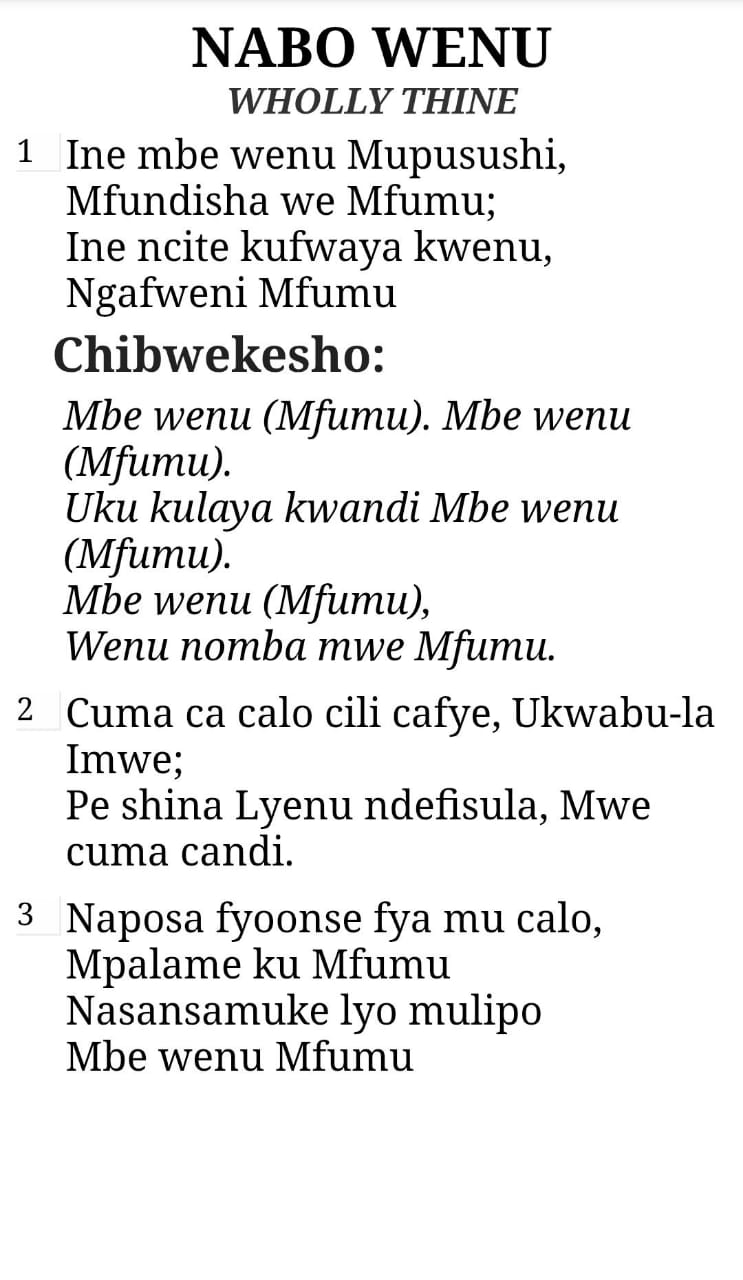 NABO WENU
WHOLLY THINE
1 Ine mbe wenu Mupusushi,
Mfundisha we Mfumu;
Ine ncite kufwaya kwenu,
Ngafweni Mfumu
Chibwekesho:
Mbe wenu (Mfumu). Mbe wenu
(Mfumu).
Uku kulaya kwandi Mbe wenu
(Mfumu).
Mbe wenu (Mfumu),
Wenu nomba mwe Mfumu.
2 Cuma ca calo cili cafye, Ukwabu-la
Imwe;
Pe shina Lyenu ndefisula, Mwe
cuma candi.
3 Naposa fyoonse fya mu calo,
Mpalame ku Mfumu
Nasansamuke lyo mulipo
Mbe wenu Mfumu